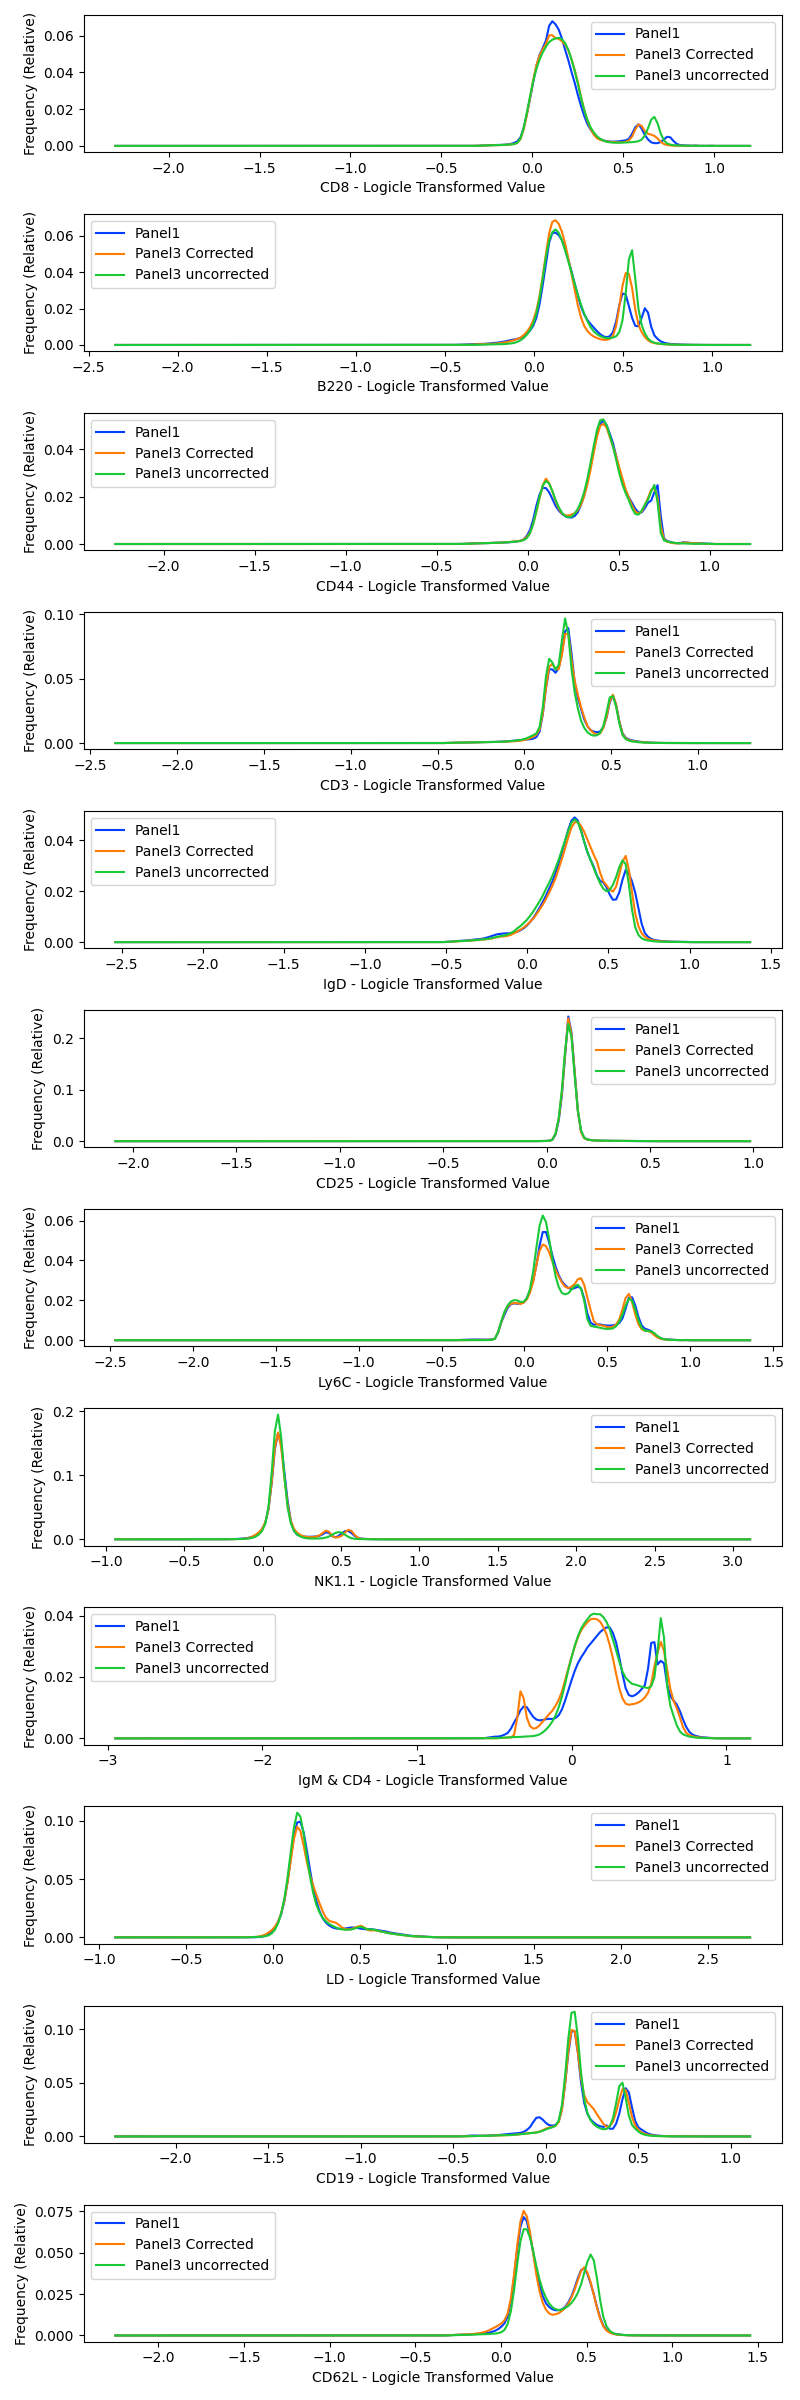 Frequency (Relative)
0.06
0.04
0.02
0.00
Panel1
Panel3 Corrected
Panel3 uncorrected
−2.0 −1.5 −1.0 −0.5 0.0 0.5 1.0
CD8 - Logicle Transformed Value
Frequency (Relative)
0.06
0.04
0.02
0.00
Panel1
Panel3 Corrected
Panel3 uncorrected
−2.5 −2.0 −1.5 −1.0 −0.5 0.0 0.5 1.0
B220 - Logicle Transformed Value
Frequency (Relative)
0.04
0.02
0.00
Panel1
Panel3 Corrected
Panel3 uncorrected
−2.0 −1.5 −1.0 −0.5 0.0 0.5 1.0
CD44 - Logicle Transformed Value
Frequency (Relative)
0.10
0.05
0.00
Panel1
Panel3 Corrected
Panel3 uncorrected
−2.5 −2.0 −1.5 −1.0 −0.5 0.0 0.5 1.0
CD3 - Logicle Transformed Value
Frequency (Relative)
0.04
0.02
0.00
Panel1
Panel3 Corrected
Panel3 uncorrected
−2.5 −2.0 −1.5 −1.0 −0.5 0.0 0.5 1.0 1.5
IgD - Logicle Transformed Value
Frequency (Relative)
0.2
0.1
0.0
Panel1
Panel3 Corrected
Panel3 uncorrected
−2.0 −1.5 −1.0 −0.5 0.0 0.5 1.0
CD25 - Logicle Transformed Value
Frequency (Relative)
0.06
0.04
0.02
0.00
Panel1
Panel3 Corrected
Panel3 uncorrected
−2.5 −2.0 −1.5 −1.0 −0.5 0.0 0.5 1.0 1.5
Ly6C - Logicle Transformed Value
Frequency (Relative)
0.2
0.1
0.0
Panel1
Panel3 Corrected
Panel3 uncorrected
−1.0 −0.5 0.0 0.5 1.0 1.5 2.0 2.5 3.0
NK1.1 - Logicle Transformed Value
Frequency (Relative)
0.04
0.02
0.00
Panel1
Panel3 Corrected
Panel3 uncorrected
−3 −2 −1 0 1
IgM & CD4 - Logicle Transformed Value
Frequency (Relative)
0.10
0.05
0.00
Panel1
Panel3 Corrected
Panel3 uncorrected
−1.0 −0.5 0.0 0.5 1.0 1.5 2.0 2.5
LD - Logicle Transformed Value
Frequency (Relative)
0.10
0.05
0.00
Panel1
Panel3 Corrected
Panel3 uncorrected
−2.0 −1.5 −1.0 −0.5 0.0 0.5 1.0
CD19 - Logicle Transformed Value
Frequency (Relative)
0.075
0.050
0.025
0.000
Panel1
Panel3 Corrected
Panel3 uncorrected
−2.0 −1.5 −1.0 −0.5 0.0 0.5 1.0 1.5
CD62L - Logicle Transformed Value